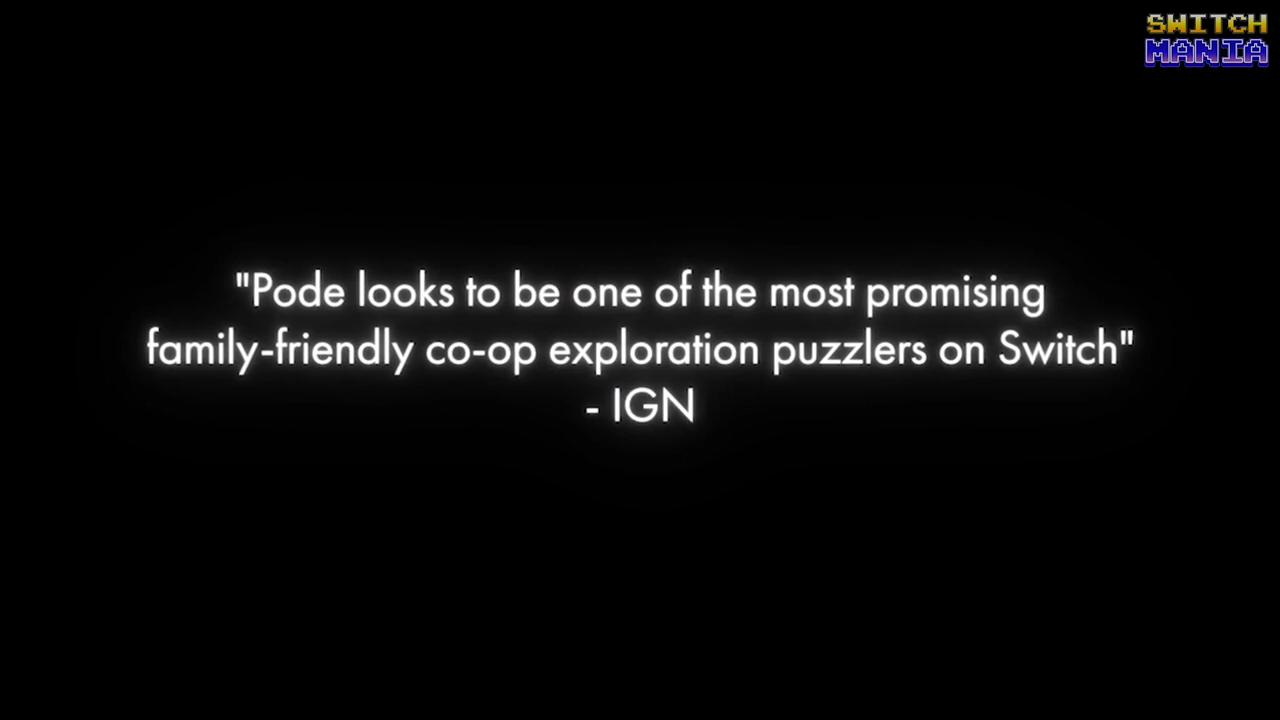 SWITCH
MANIA
"Pode looks to be one of the most promising
family-friendly co-op exploration puzzlers on Switch"
- IGN